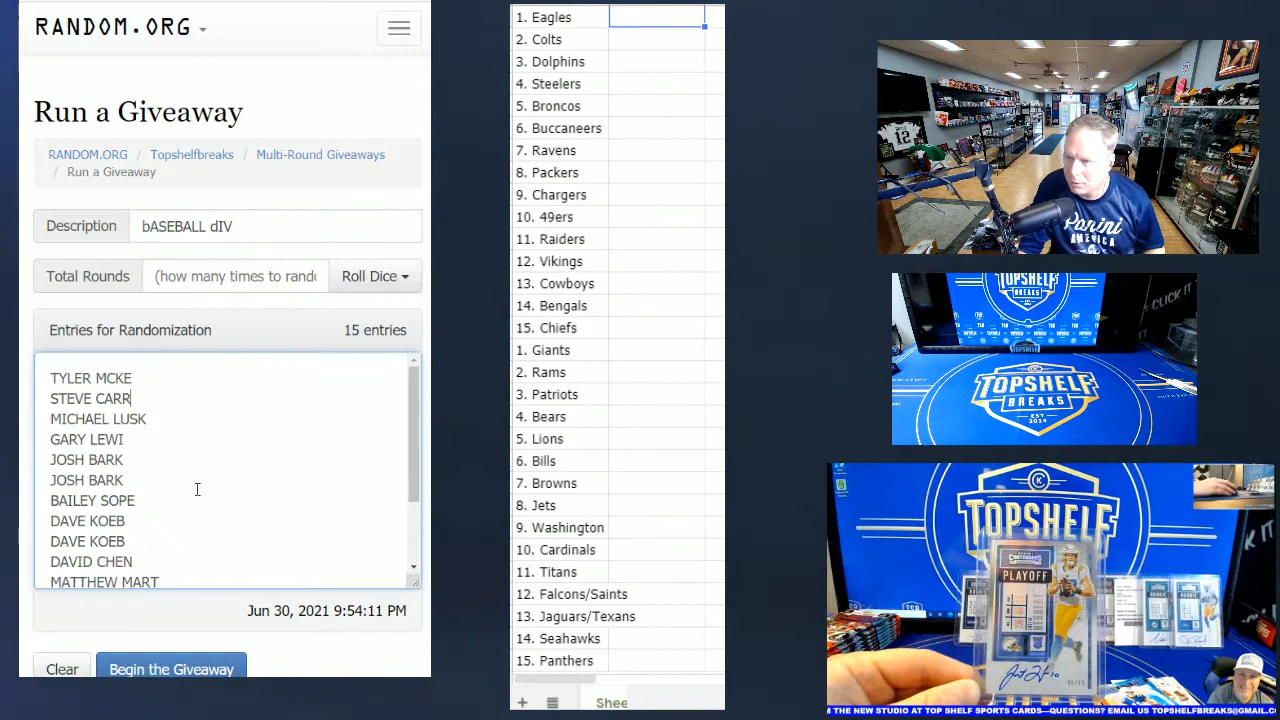 RANDOM.ORG
Run a Giveaway
RANDOM.ORG / Topshelfbreaks / Multi-Round Giveaways
/ Run a Giveaway
Description bASEBALL dIV
Total Rounds (how many times to rando Roll Dice
Entries for Randomization 15 entries
TYLER MCKE
STEVE CARR
MICHAEL LUSK
GARY LEWI
JOSH BARK
JOSH BARK
BAILEY SOPE
DAVE KOEB
DAVE KOEB
DAVID CHEN
MATTHEW MART
Jun 30, 2021 9:54:11 PM
Clear Begin the Giveaway
1. Eagles
2. Colts
3. Dolphins
4. Steelers
5. Broncos
6. Buccaneers
7. Ravens
8. Packers
9. Chargers
10. 49ers
11. Raiders
12. Vikings
13. Cowboys
14. Bengals
15. Chiefs
1. Giants
2. Rams
3. Patriots
4. Bears
5. Lions
6. Bills
7. Browns
8. Jets
9. Washington
10. Cardinals
11. Titans
12. Falcons/Saints
13. Jaguars/Texans
14. Seahawks
15. Panthers
+ Shee
12
Panini
AMERICA
TOPSHELF
BREAKS
CLICK IT
TOPSHELF
BREAKS
EST
2014
TOPSHELF
CONTENDERS
PLAYOFF
M THE NEW STUDIO AT TOP SHELF SPORTS CARDS—QUESTIONS? EMAIL US TOPSHELFBREAKS@GMAIL.C